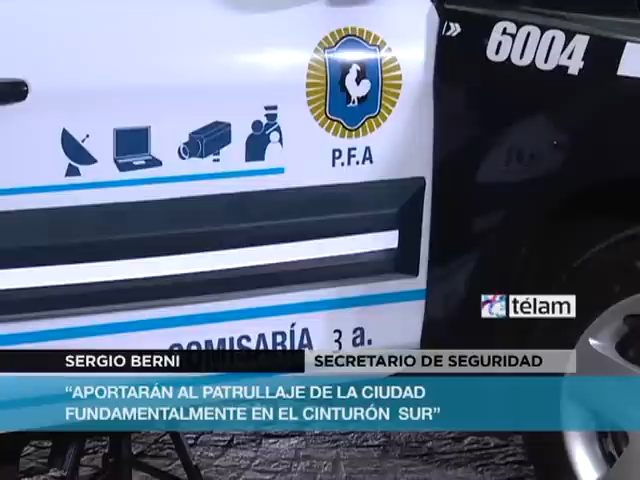 6004
P.F.A
télam
COMISARÍA 3 a.
SERGIO BERNI
SECRETARIO DE SEGURIDAD
“APORTARÁN AL PATRULLAJE DE LA CIUDAD
FUNDAMENTALMENTE EN EL CINTURÓN SUR”